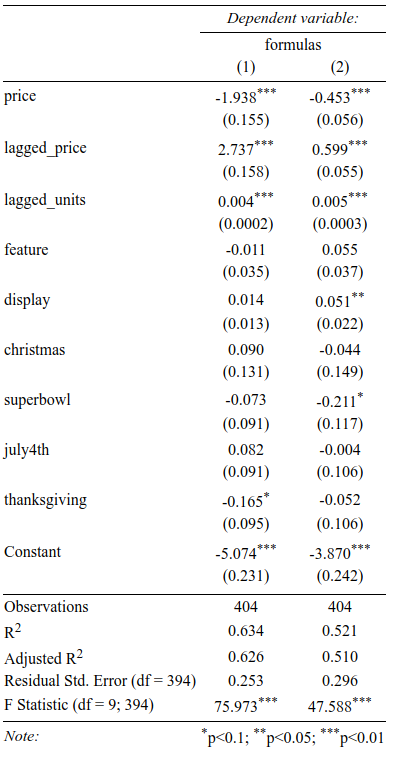 Dependent variable:
formulas
(1) (2)
price -1.938*** -0.453***
(0.155) (0.056)
lagged_price 2.737*** 0.599***
(0.158) (0.055)
lagged_units 0.004*** 0.005***
(0.0002) (0.0003)
feature -0.011 0.055
(0.035) (0.037)
display 0.014 0.051**
(0.013) (0.022)
christmas 0.090 -0.044
(0.131) (0.149)
superbowl -0.073 -0.211*
(0.091) (0.117)
july4th 0.082 -0.004
(0.091) (0.106)
thanksgiving -0.165* -0.052
(0.095) (0.106)
Constant -5.074*** -3.870***
(0.231) (0.242)
Observations 404 404
R2 0.634 0.521
Adjusted R2 0.626 0.510
Residual Std. Error (df = 394) 0.253 0.296
F Statistic (df = 9; 394) 75.973*** 47.588***
Note: *p<0.1; **p<0.05; ***p<0.01